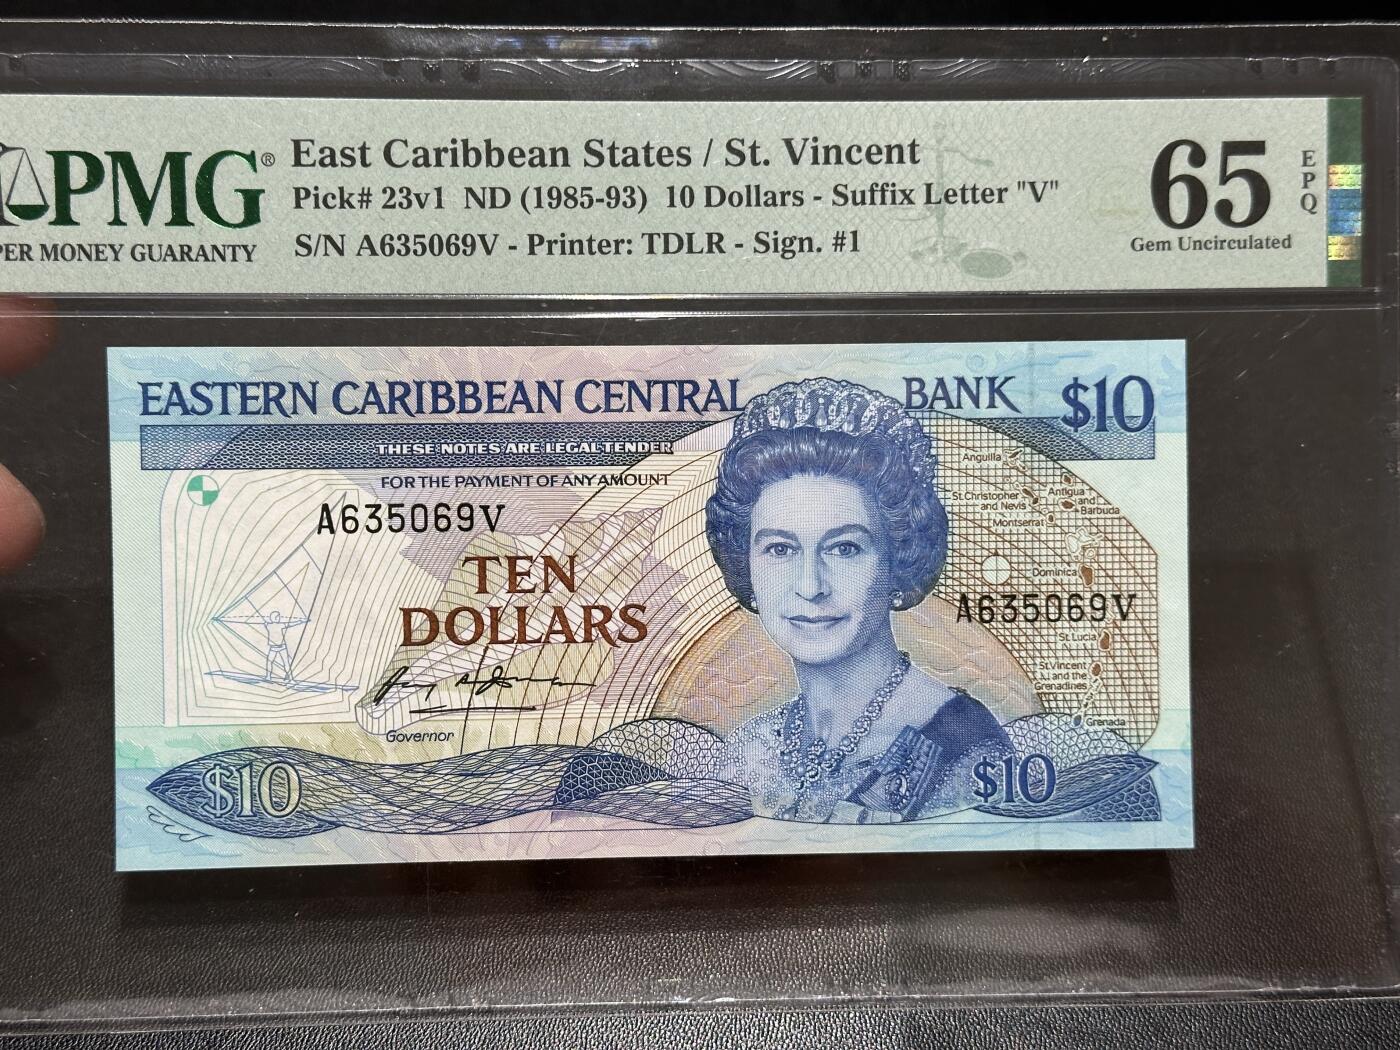 PMG®
PER MONEY GUARANTY
East Caribbean States / St. Vincent
Pick# 23v1 ND (1985-93) 10 Dollars - Suffix Letter "V"
S/N A635069V - Printer: TDLR - Sign. #1
65
EPQ
Gem Uncirculated
EASTERN CARIBBEAN CENTRAL BANK $10
THESE NOTES ARE LEGAL TENDER
FOR THE PAYMENT OF ANY AMOUNT
A635069V
TEN
DOLLARS
Governor
$10
Anguilla
St.Christopher
and Nevis
Antigua
and
Barbuda
Montserrat
Dominica
A635069V
St.Lucia
St.Vincent
and the
Grenadines
Grenada
$10